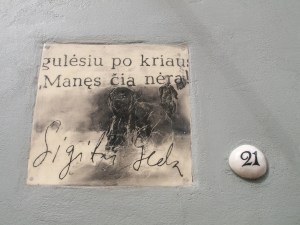 gulėsiu po kriaus
„Manęs čia nėra“
Sigitas Geda
21